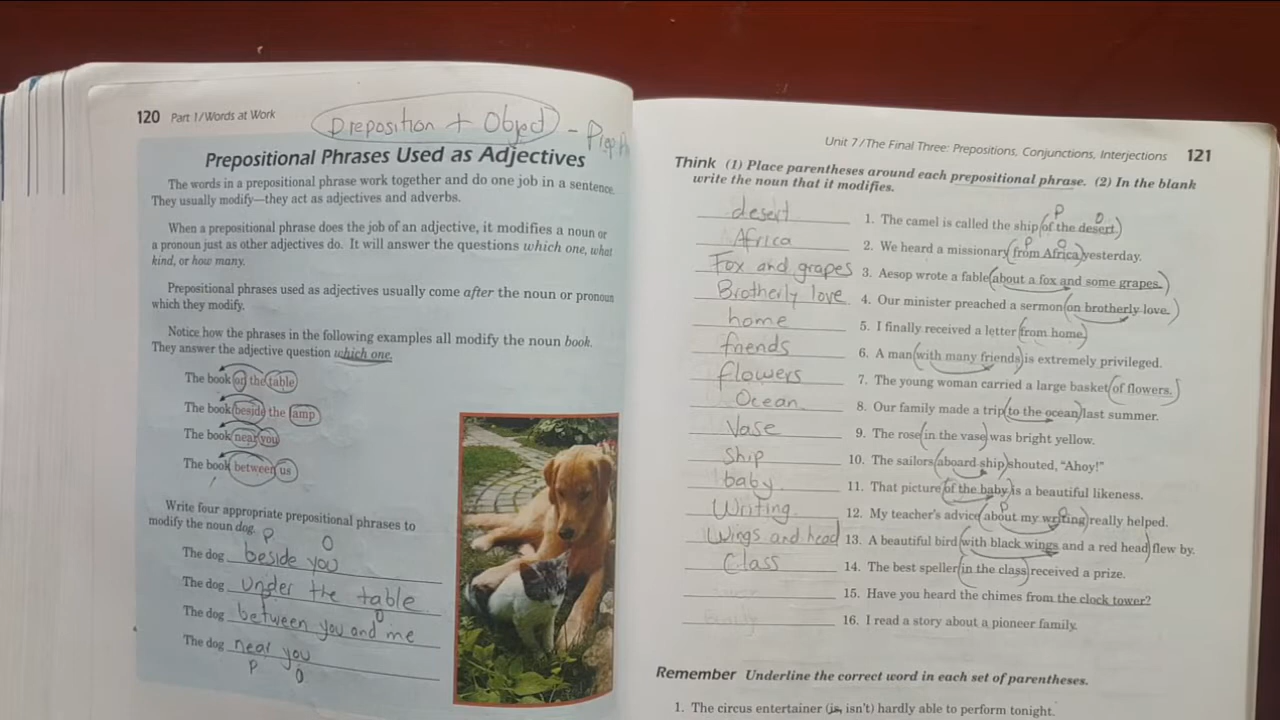 120 Part 1/Words at Work
Preposition + Object -
Prepositional Phrases Used as Adjectives
The words in a prepositional phrase work together and do one job in a sentence.
They usually modify—they act as adjectives and adverbs.
When a prepositional phrase does the job of an adjective, it modifies a noun or
a pronoun just as other adjectives do. It will answer the questions which one, what
kind, or how many.
Prepositional phrases used as adjectives usually come after the noun or pronoun
which they modify.
Notice how the phrases in the following examples all modify the noun book.
They answer the adjective question which one.
The book on the table
The book beside the lamp
The book near you
The book between us
Write four appropriate prepositional phrases to
modify the noun dog.
P O
The dog beside you
The dog under the table
O
The dog between you and me
The dog near you
P O
Unit 7/The Final Three: Prepositions, Conjunctions, Interjections 121
Think (1) Place parentheses around each prepositional phrase. (2) In the blank
write the noun that it modifies.
P O
desert 1. The camel is called the ship (of the desert.)
P O
Africa 2. We heard a missionary (from Africa) yesterday.
Fox and grapes 3. Aesop wrote a fable (about a fox and some grapes.)
Brotherly love 4. Our minister preached a sermon (on brotherly love.)
home 5. I finally received a letter (from home.)
friends 6. A man (with many friends) is extremely privileged.
flowers 7. The young woman carried a large basket (of flowers.)
Ocean 8. Our family made a trip (to the ocean) last summer.
Vase 9. The rose (in the vase) was bright yellow.
Ship 10. The sailors (aboard ship) shouted, “Ahoy!”
baby 11. That picture (of the baby) is a beautiful likeness.
P O
Writing 12. My teacher's advice (about my writing) really helped.
Wings and head 13. A beautiful bird (with black wings and a red head) flew by.
Class 14. The best speller (in the class) received a prize.
15. Have you heard the chimes from the clock tower?
16. I read a story about a pioneer family.
Remember Underline the correct word in each set of parentheses.
1. The circus entertainer (is, isn't) hardly able to perform tonight.